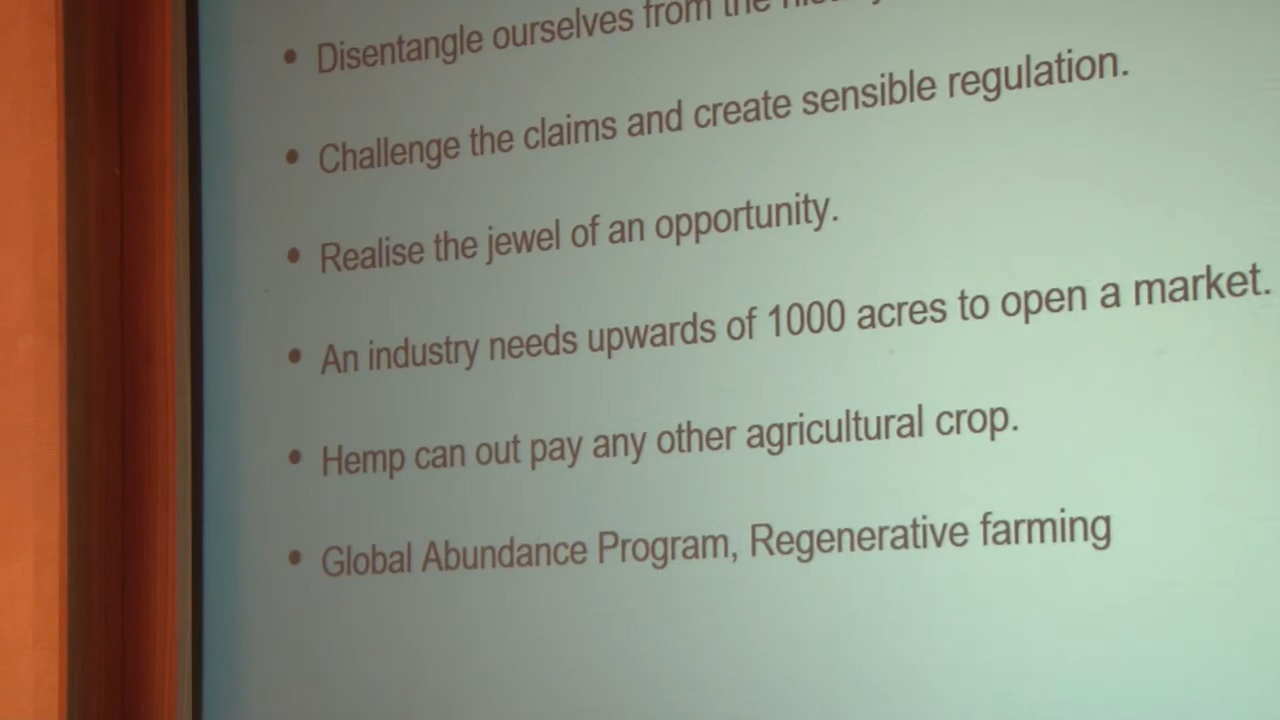 • Disentangle ourselves from the
• Challenge the claims and create sensible regulation.
• Realise the jewel of an opportunity.
• An industry needs upwards of 1000 acres to open a market.
• Hemp can out pay any other agricultural crop.
• Global Abundance Program, Regenerative farming